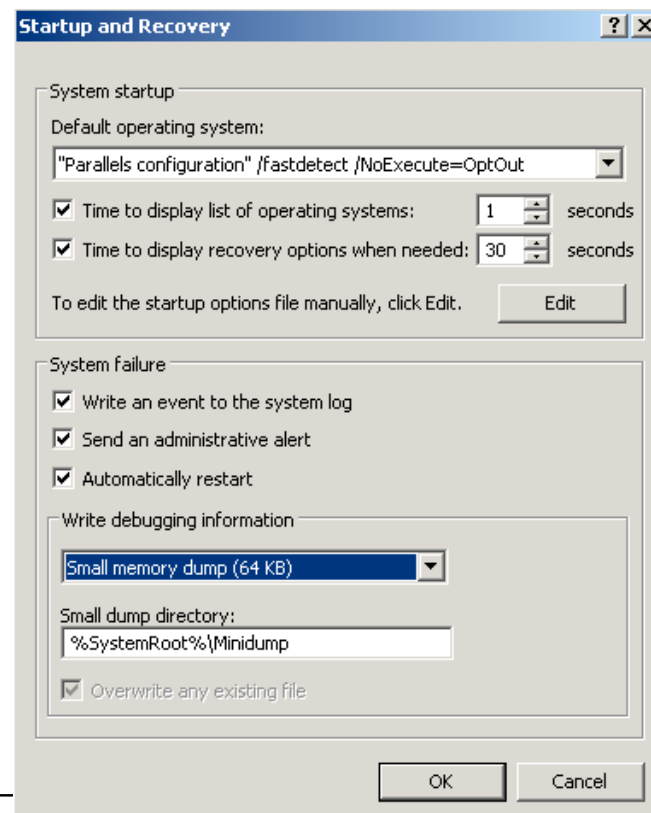 Startup and Recovery
System startup
Default operating system:
"Parallels configuration" /fastdetect /NoExecute=OptOut
Time to display list of operating systems: 1 seconds
Time to display recovery options when needed: 30 seconds
To edit the startup options file manually, click Edit. Edit
System failure
Write an event to the system log
Send an administrative alert
Automatically restart
Write debugging information
Small memory dump (64 KB)
Small dump directory:
%SystemRoot%\Minidump
Overwrite any existing file
OK Cancel